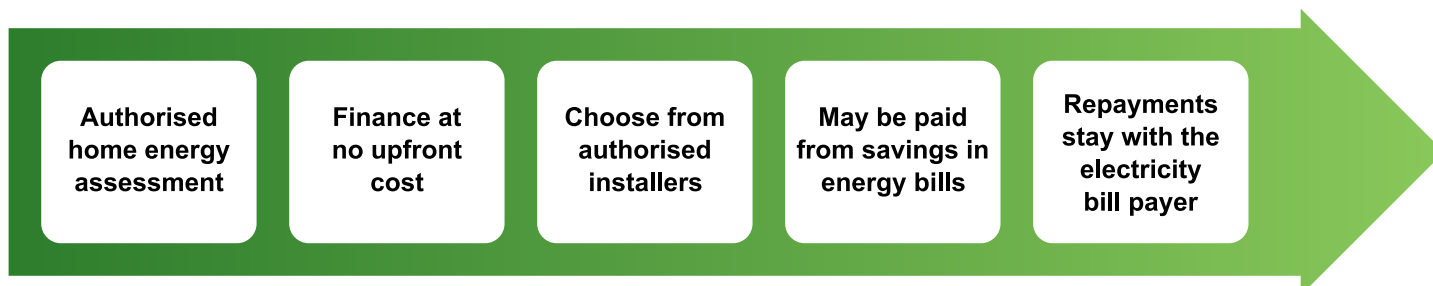 Authorised
home energy
assessment
Finance at
no upfront
cost
Choose from
authorised
installers
May be paid
from savings in
energy bills
Repayments
stay with the
electricity
bill payer